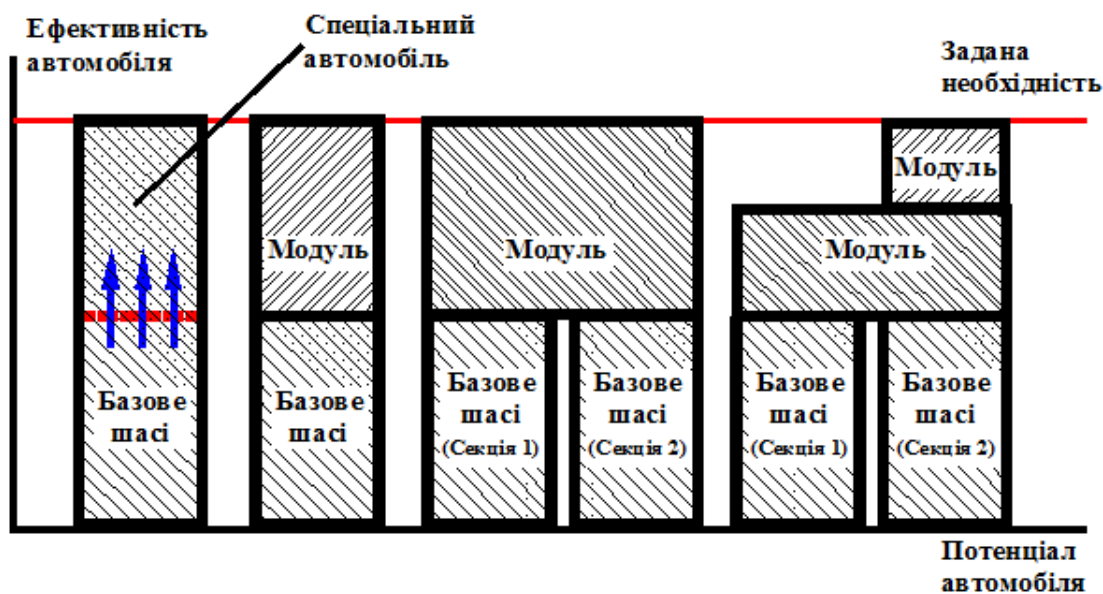 Ефективність
автомобіля
Спеціальний
автомобіль
Задана
необхідність
Модуль
Модуль
Модуль
Модуль
Базове
шасі
Базове
шасі
Базове
шасі
(Секція 1)
Базове
шасі
(Секція 2)
Базове
шасі
(Секція 1)
Базове
шасі
(Секція 2)
Потенціал
автомобіля